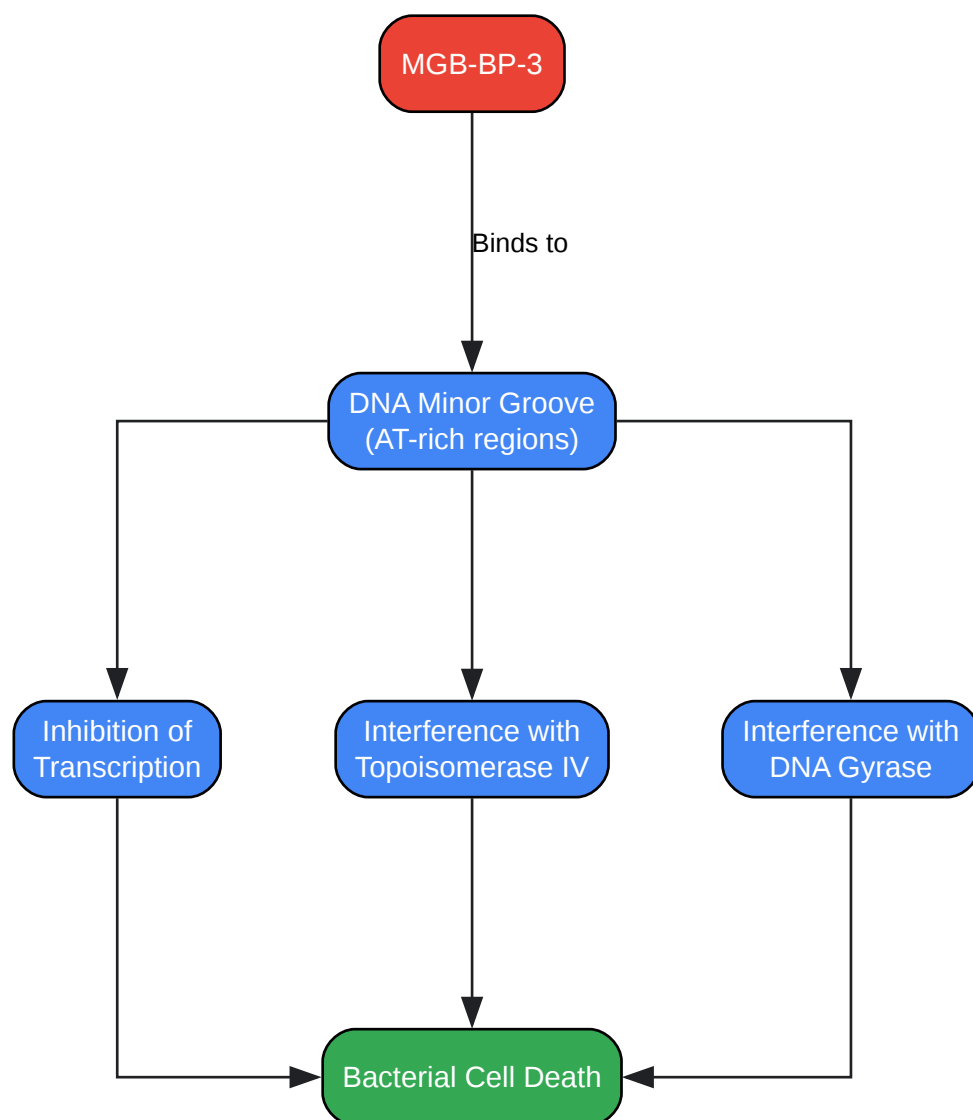 MGB-BP-3
Binds to
DNA Minor Groove
(AT-rich regions)
Inhibition of
Transcription
Interference with
Topoisomerase IV
Interference with
DNA Gyrase
Bacterial Cell Death